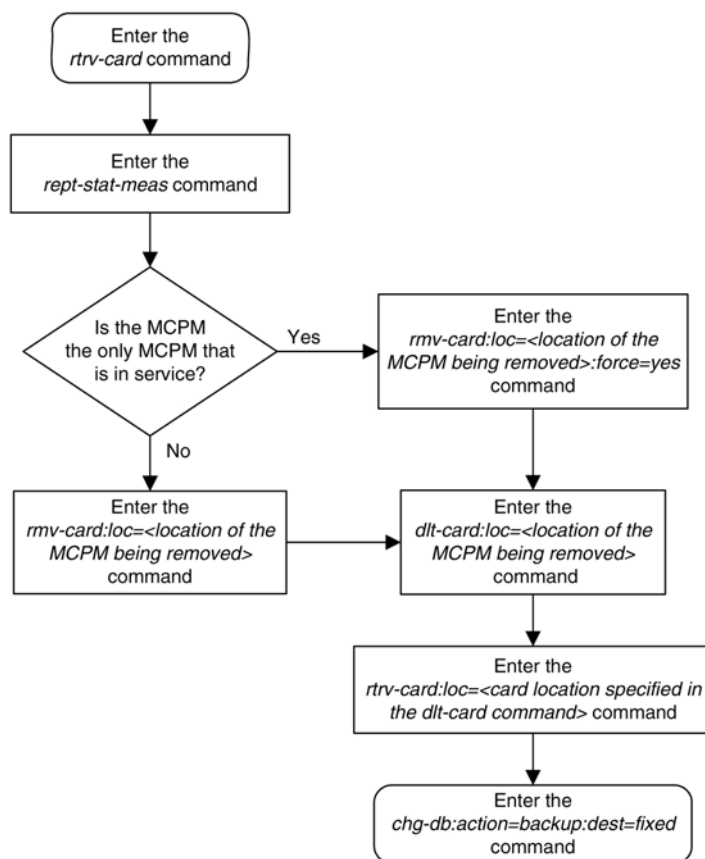 Enter the
rtrv-card command
Enter the
rept-stat-meas command
Is the MCPM
the only MCPM that
is in service?
Yes
No
Enter the
rmv-card:loc=<location of the
MCPM being removed>:force=yes
command
Enter the
rmv-card:loc=<location of the
MCPM being removed>
command
Enter the
dlt-card:loc=<location of the
MCPM being removed>
command
Enter the
rtrv-card:loc=<card location specified in
the dlt-card command> command
Enter the
chg-db:action=backup:dest=fixed
command